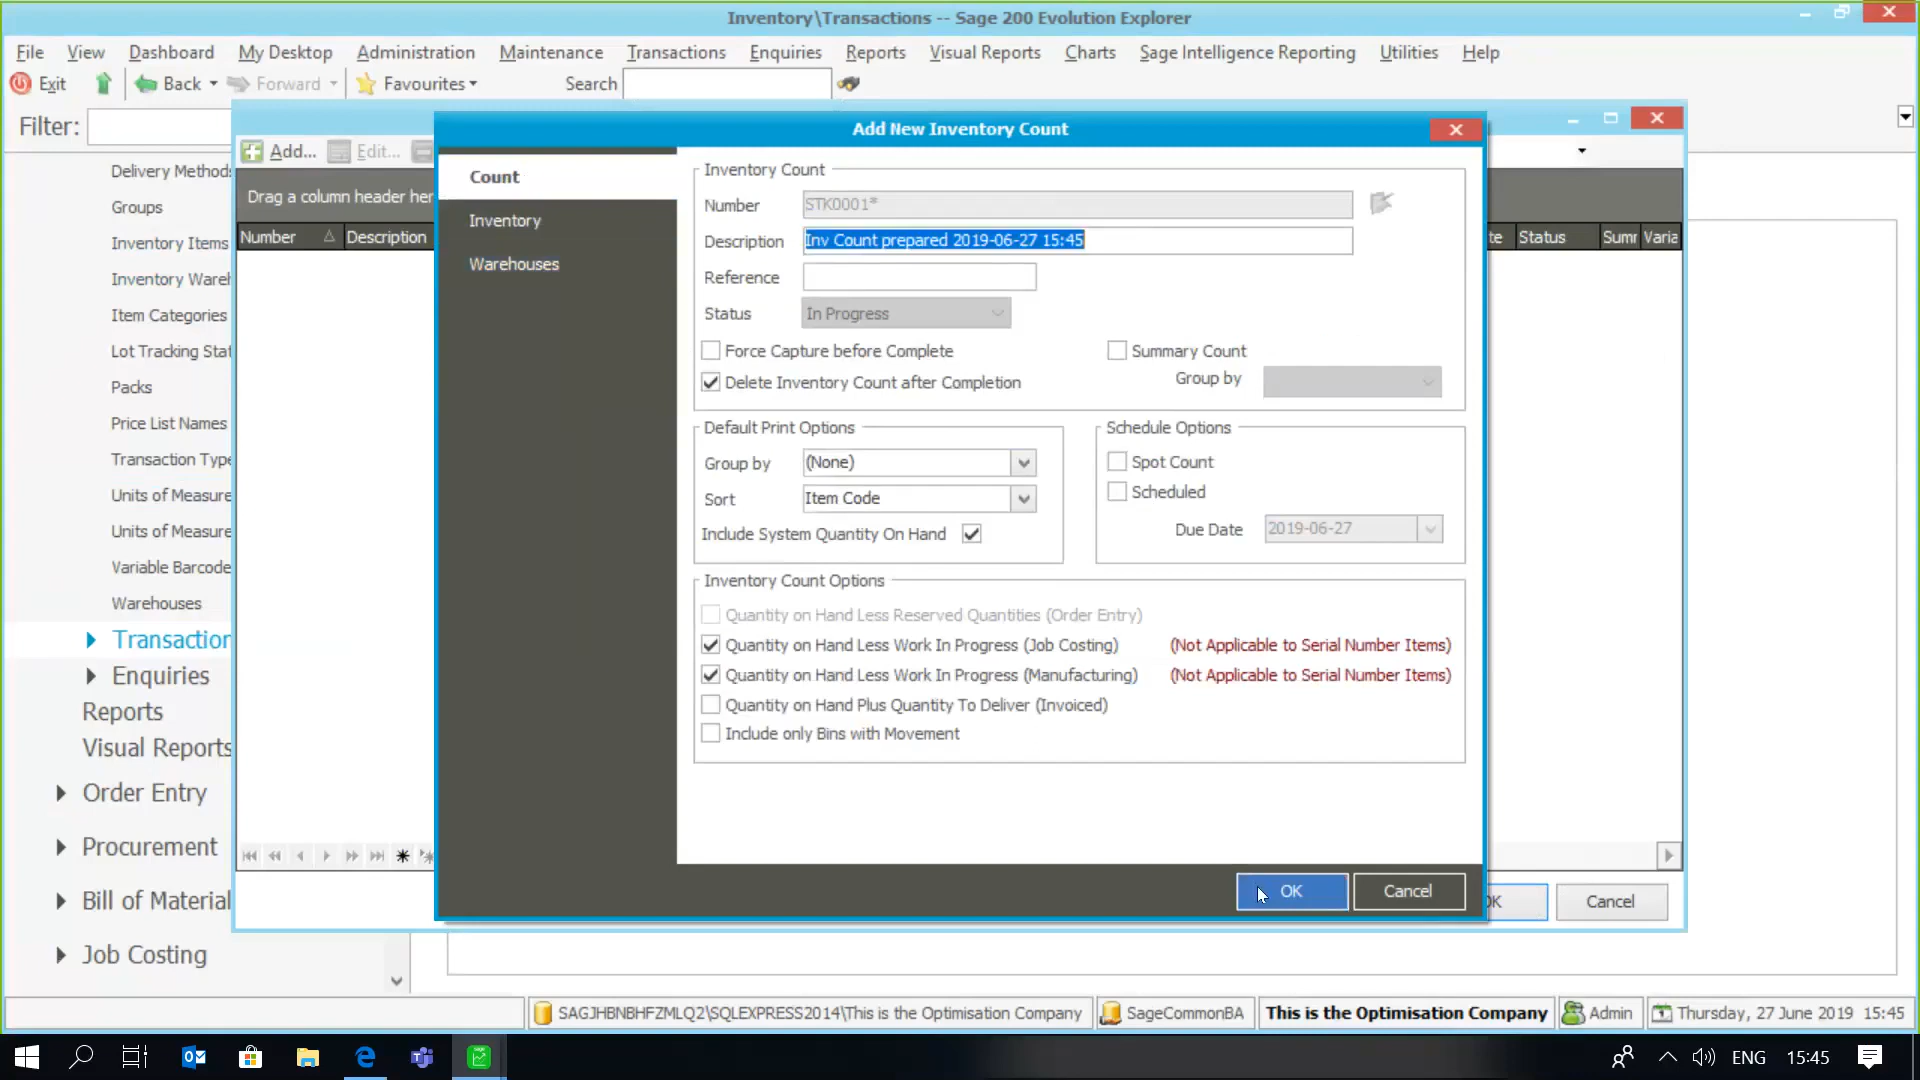 Inventory\Transactions -- Sage 200 Evolution Explorer
File View Dashboard My Desktop Administration Maintenance Transactions Enquiries Reports Visual Reports Charts Sage Intelligence Reporting Utilities Help
Exit Back Forward Favourites Search
Filter:
Delivery Methods
Groups
Inventory Items
Inventory Wareh
Item Categories
Lot Tracking Stat
Packs
Price List Names
Transaction Type
Units of Measure
Units of Measure
Variable Barcode
Warehouses
Transaction
Enquiries
Reports
Visual Reports
Order Entry
Procurement
Bill of Material
Job Costing
Add... Edit...
Drag a column header her
Number Description te Status Sumr Varia
OK Cancel
Add New Inventory Count
Count
Inventory
Warehouses
Inventory Count
Number STK0001*
Description Inv Count prepared 2019-06-27 15:45
Reference
Status In Progress
Force Capture before Complete Summary Count
Delete Inventory Count after Completion Group by
Default Print Options
Group by (None)
Sort Item Code
Include System Quantity On Hand
Schedule Options
Spot Count
Scheduled
Due Date 2019-06-27
Inventory Count Options
Quantity on Hand Less Reserved Quantities (Order Entry)
Quantity on Hand Less Work In Progress (Job Costing) (Not Applicable to Serial Number Items)
Quantity on Hand Less Work In Progress (Manufacturing) (Not Applicable to Serial Number Items)
Quantity on Hand Plus Quantity To Deliver (Invoiced)
Include only Bins with Movement
OK Cancel
SAGJHBNBHFZMLQ2\SQLEXPRESS2014\This is the Optimisation Company SageCommonBA This is the Optimisation Company Admin Thursday, 27 June 2019 15:45
ENG 15:45